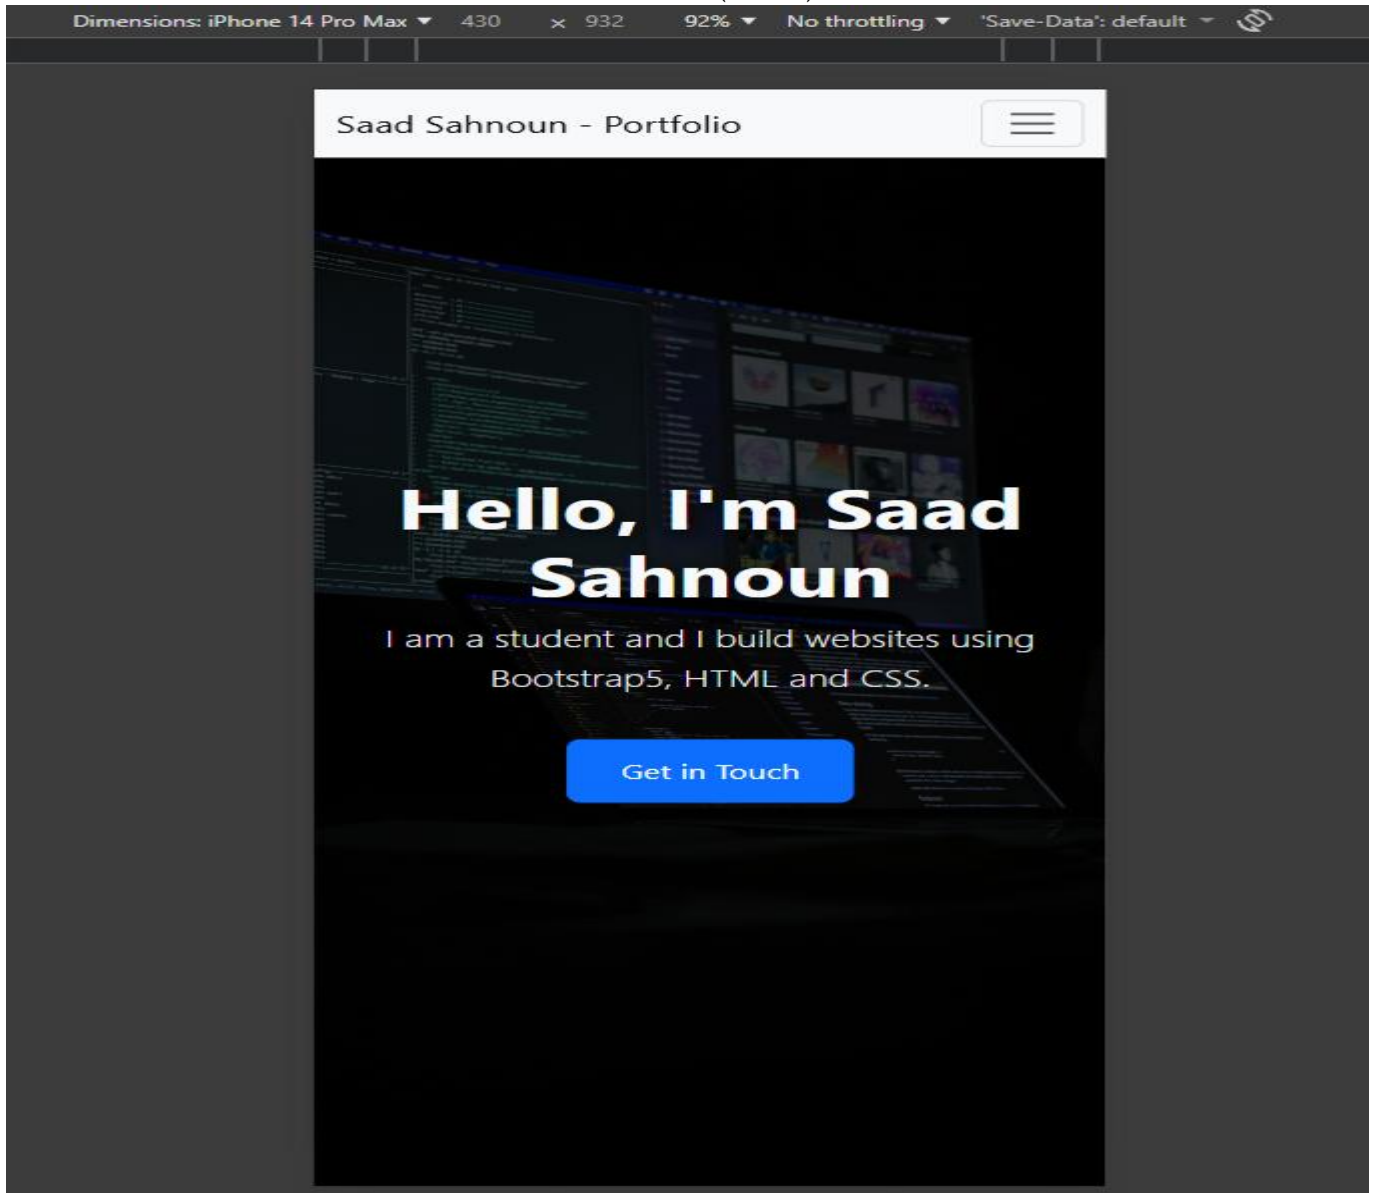 Dimensions: iPhone 14 Pro Max 430 × 932 92% No throttling 'Save-Data': default
Saad Sahnoun - Portfolio
Hello, I'm Saad
Sahnoun
I am a student and I build websites using
Bootstrap5, HTML and CSS.
Get in Touch